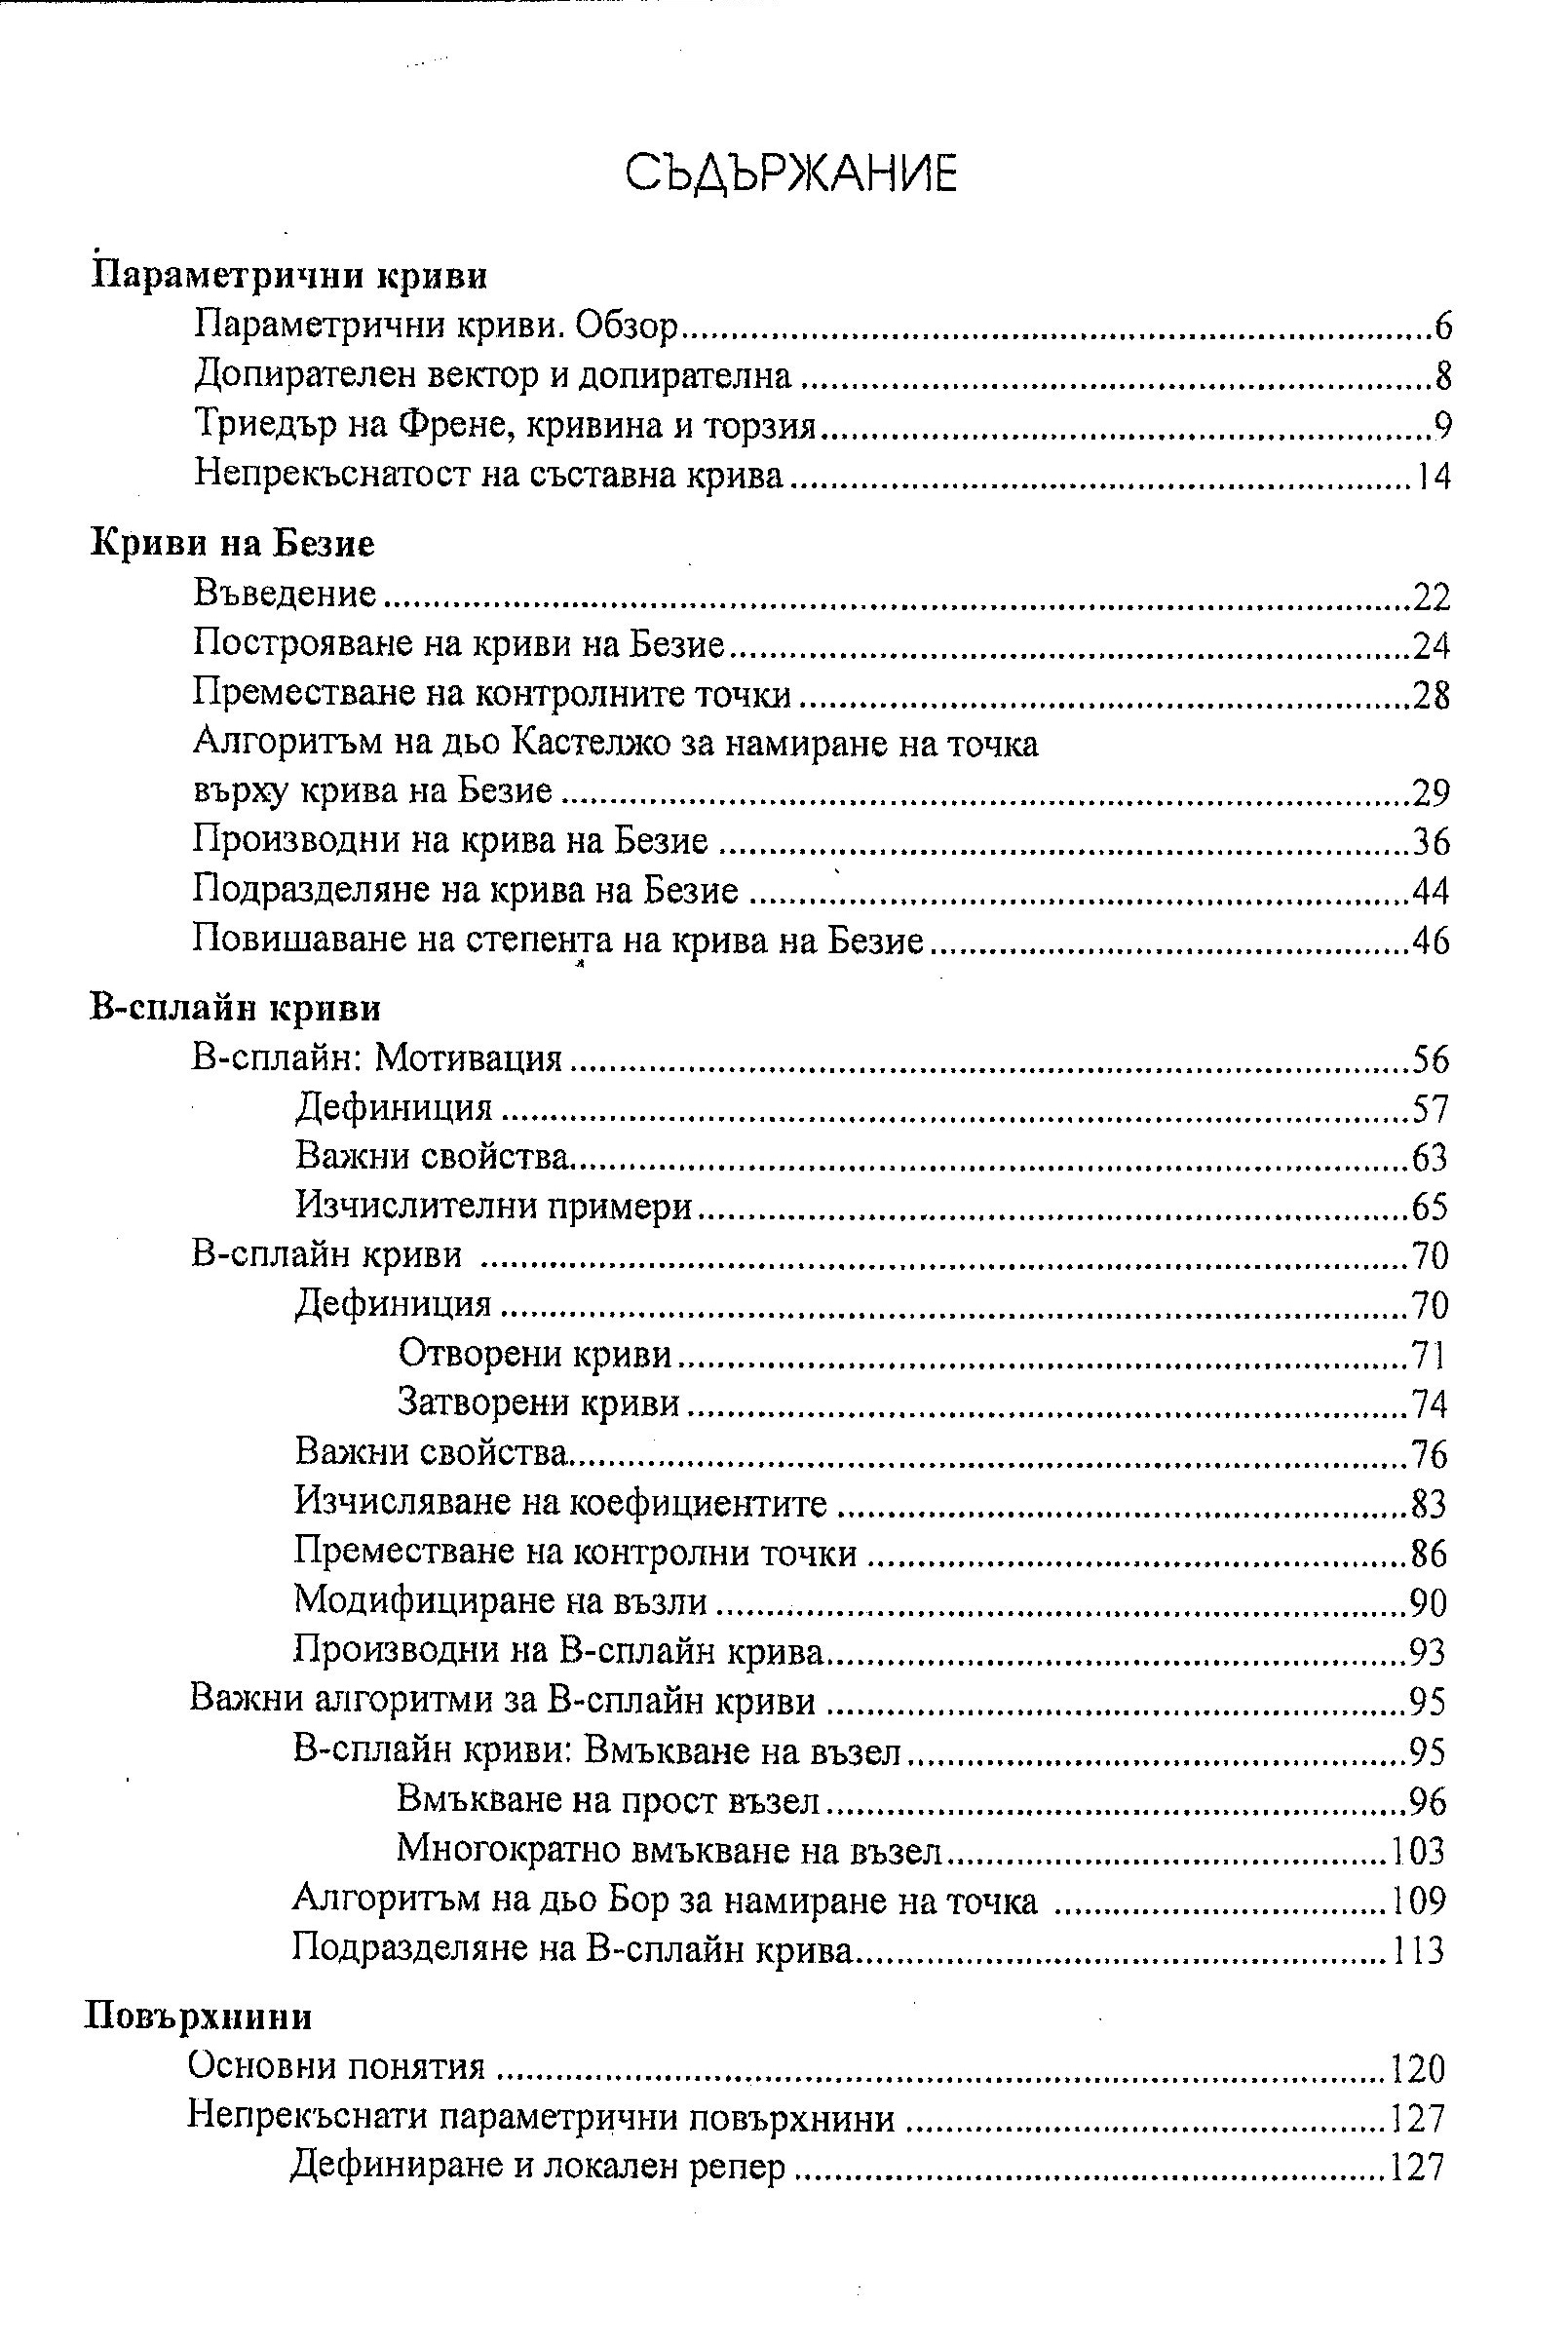 СЪДЪРЖАНИЕ
Параметрични криви
Параметрични криви. Обзор 6
Допирателен вектор и допирателна 8
Триедър на Френе, кривина и торзия 9
Непрекъснатост на съставна крива 14
Криви на Безие
Въведение 22
Построяване на криви на Безие 24
Преместване на контролните точки 28
Алгоритъм на дьо Кастелжо за намиране на точка
върху крива на Безие 29
Производни на крива на Безие 36
Подразделяне на крива на Безие 44
Повишаване на степента на крива на Безие 46
В-сплайн криви
В-сплайн: Мотивация 56
Дефиниция 57
Важни свойства 63
Изчислителни примери 65
В-сплайн криви 70
Дефиниция 70
Отворени криви 71
Затворени криви 74
Важни свойства 76
Изчисляване на коефициентите 83
Преместване на контролни точки 86
Модифициране на възли 90
Производни на В-сплайн крива 93
Важни алгоритми за В-сплайн криви 95
В-сплайн криви: Вмъкване на възел 95
Вмъкване на прост възел 96
Многократно вмъкване на възел 103
Алгоритъм на дьо Бор за намиране на точка 109
Подразделяне на В-сплайн крива 113
Повърхнини
Основни понятия 120
Непрекъснати параметрични повърхнини 127
Дефиниране и локален репер 127